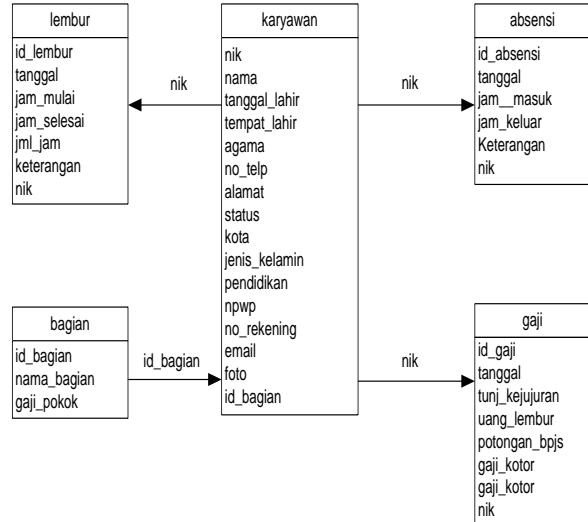 lembur
id_lembur
tanggal
jam_mulai
jam_selesai
jml_jam
keterangan
nik
nik
karyawan
nik
nama
tanggal_lahir
tempat_lahir
agama
no_telp
alamat
status
kota
jenis_kelamin
pendidikan
npwp
no_rekening
email
foto
id_bagian
nik
absensi
id_absensi
tanggal
jam__masuk
jam_keluar
Keterangan
nik
bagian
id_bagian
nama_bagian
gaji_pokok
id_bagian
nik
gaji
id_gaji
tanggal
tunj_kejujuran
uang_lembur
potongan_bpjs
gaji_kotor
gaji_kotor
nik